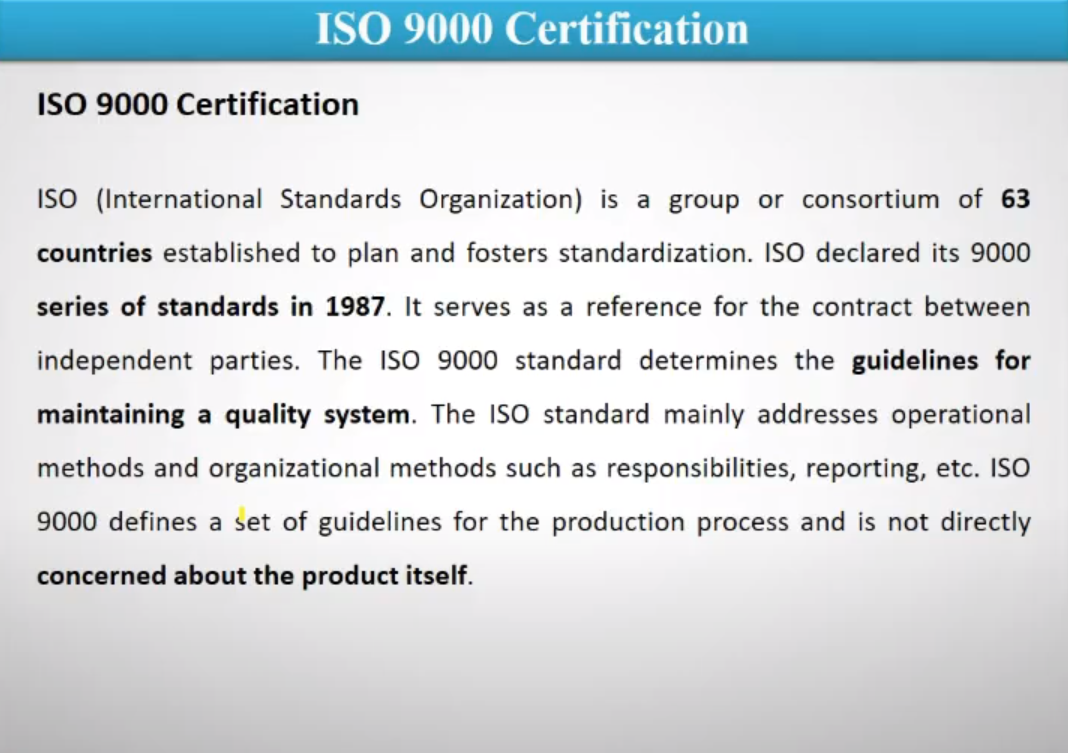 ISO 9000 Certification
ISO 9000 Certification
ISO (International Standards Organization) is a group or consortium of 63
countries established to plan and fosters standardization. ISO declared its 9000
series of standards in 1987. It serves as a reference for the contract between
independent parties. The ISO 9000 standard determines the guidelines for
maintaining a quality system. The ISO standard mainly addresses operational
methods and organizational methods such as responsibilities, reporting, etc. ISO
9000 defines a set of guidelines for the production process and is not directly
concerned about the product itself.